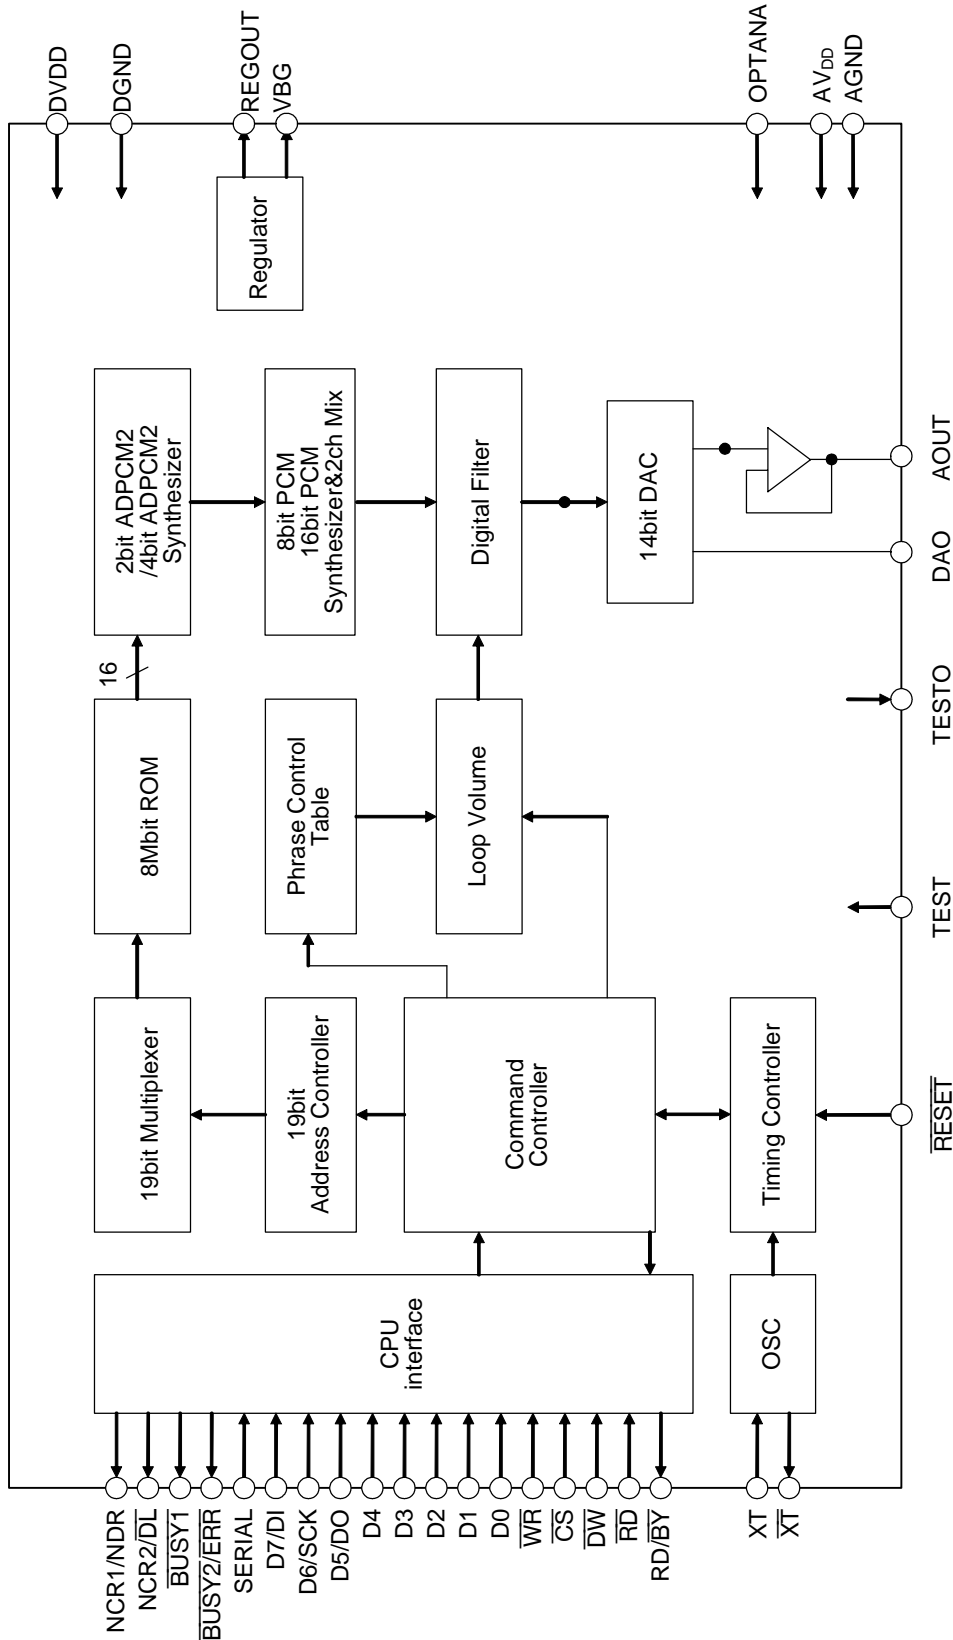 DVDD
DGND
REGOUT
VBG
OPTANA
AVDD
AGND
Regulator
2bit ADPCM2
/4bit ADPCM2
Synthesizer
8bit PCM
16bit PCM
Synthesizer&2ch Mix
Digital Filter
14bit DAC
16
8Mbit ROM
Phrase Control
Table
Loop Volume
19bit Multiplexer
19bit
Address Controller
Command
Controller
Timing Controller
CPU
interface
OSC
NCR1/NDR
NCR2/DL
BUSY1
BUSY2/ERR
SERIAL
D7/DI
D6/SCK
D5/DO
D4
D3
D2
D1
D0
WR
CS
DW
RD
RD/BY
XT
XT
RESET
TEST
TESTO
DAO
AOUT